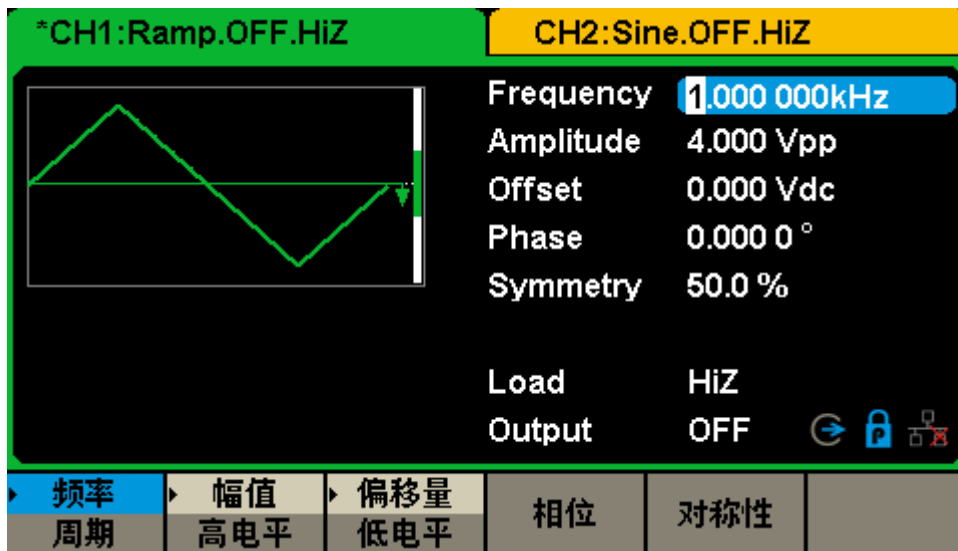 *CH1:Ramp.OFF.HiZ
CH2:Sine.OFF.HiZ
Frequency 1.000 000kHz
Amplitude 4.000 Vpp
Offset 0.000 Vdc
Phase 0.000 0 °
Symmetry 50.0 %
Load HiZ
Output OFF
P
频率 幅值 偏移量 相位 对称性
周期 高电平 低电平